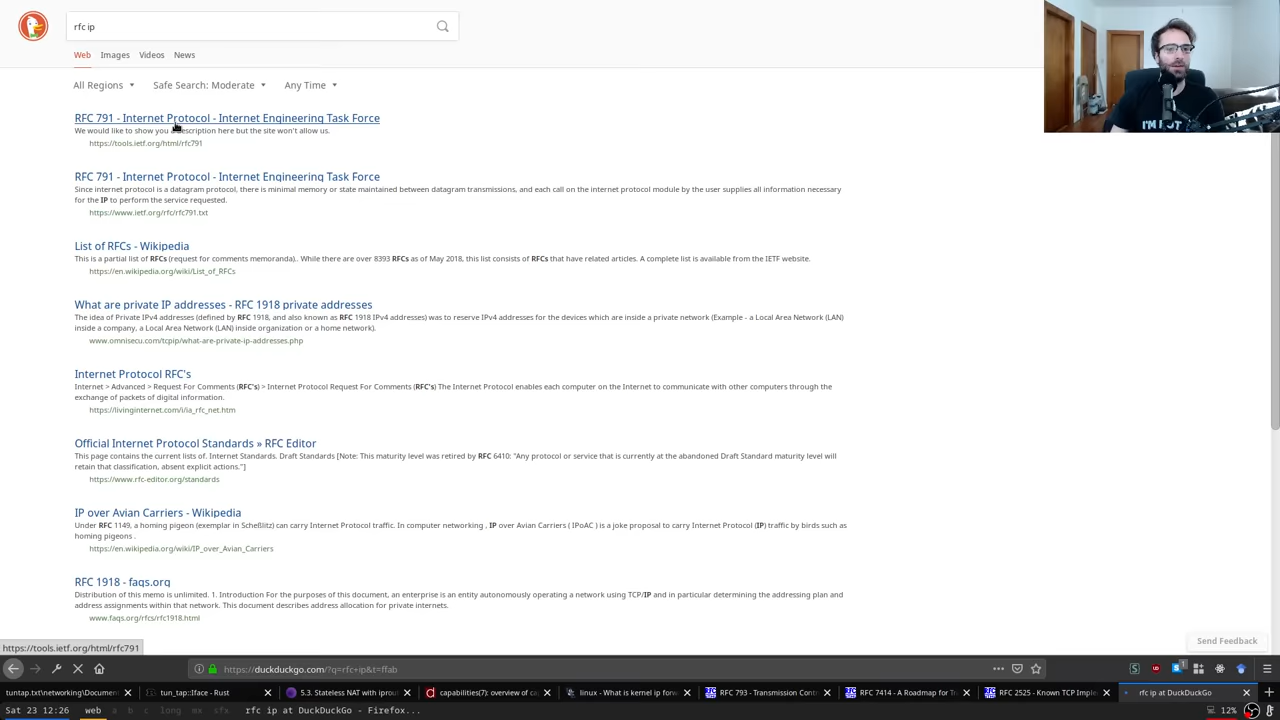 rfc ip
Web Images Videos News
All Regions Safe Search: Moderate Any Time
RFC 791 - Internet Protocol - Internet Engineering Task Force
We would like to show you a description here but the site won't allow us.
https://tools.ietf.org/html/rfc791
RFC 791 - Internet Protocol - Internet Engineering Task Force
Since internet protocol is a datagram protocol, there is minimal memory or state maintained between datagram transmissions, and each call on the internet protocol module by the user supplies all information necessary
for the IP to perform the service requested.
https://www.ietf.org/rfc/rfc791.txt
List of RFCs - Wikipedia
This is a partial list of RFCs (request for comments memoranda),. While there are over 8393 RFCs as of May 2018, this list consists of RFCs that have related articles. A complete list is available from the IETF website.
https://en.wikipedia.org/wiki/List_of_RFCs
What are private IP addresses - RFC 1918 private addresses
The idea of Private IPv4 addresses (defined by RFC 1918, and also known as RFC 1918 IPv4 addresses) was to reserve IPv4 addresses for the devices which are inside a private network (Example - a Local Area Network (LAN)
inside a company, a Local Area Network (LAN) inside organization or a home network).
www.omnisecu.com/tcpip/what-are-private-ip-addresses.php
Internet Protocol RFC's
Internet > Advanced > Request For Comments (RFC's) > Internet Protocol Request For Comments (RFC's) The Internet Protocol enables each computer on the Internet to communicate with other computers through the
exchange of packets of digital information.
https://livinginternet.com/i/ia_rfc_net.htm
Official Internet Protocol Standards » RFC Editor
This page contains the current lists of. Internet Standards. Draft Standards [Note: This maturity level was retired by RFC 6410: "Any protocol or service that is currently at the abandoned Draft Standard maturity level will
retain that classification, absent explicit actions."]
https://www.rfc-editor.org/standards
IP over Avian Carriers - Wikipedia
Under RFC 1149, a homing pigeon (exemplar in Scheßlitz) can carry Internet Protocol traffic. In computer networking , IP over Avian Carriers ( IPoAC ) is a joke proposal to carry Internet Protocol (IP) traffic by birds such as
homing pigeons .
https://en.wikipedia.org/wiki/IP_over_Avian_Carriers
RFC 1918 - faqs.org
Distribution of this memo is unlimited. 1. Introduction For the purposes of this document, an enterprise is an entity autonomously operating a network using TCP/IP and in particular determining the addressing plan and
address assignments within that network. This document describes address allocation for private internets.
www.faqs.org/rfcs/rfc1918.html
Send Feedback
https://tools.ietf.org/html/rfc791
https://duckduckgo.com/?q=rfc+ip&t=ffab
1
tuntap.txt\networking\Document
tun_tap::Iface - Rust
5.3. Stateless NAT with iprou
capabilities(7): overview of ca
linux - What is kernel ip forw
RFC 793 - Transmission Contr
RFC 7414 - A Roadmap for Tr
RFC 2525 - Known TCP Imple
rfc ip at DuckDuckGo
Sat 23 12:26 web a b c long mx sfx rfc ip at DuckDuckGo - Firefox... 12%